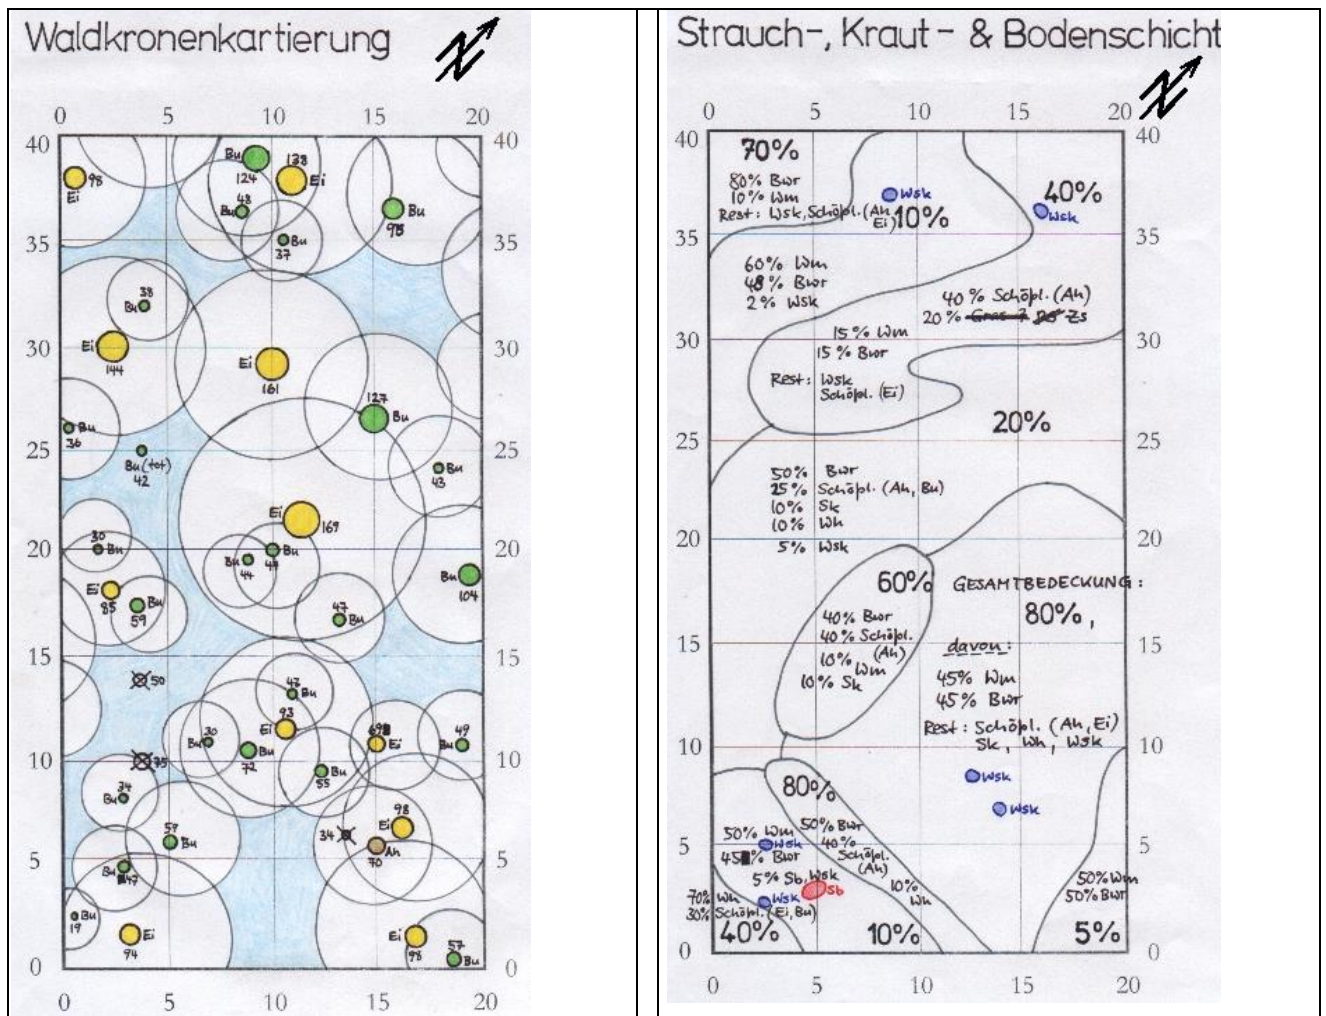 Waldkronenkartierung
0 5 10 15 20
40 40
Bu 124
138 Ei
98 Ei
48 Bu
Bu 98
Bu 37
35 35
38 Bu
Ei 144
30 30
Ei 161
127 Bu
Bu 36
25 25
Bu (tot) 42
Bu 43
Ei 169
30 Bu
20 20
Bu 44
Bu 44
Bu 104
Ei 85
Bu 59
47 Bu
15 15
50
47 Bu
93 Ei
30 Bu
Bu 72
Ei
49 Bu
10 10
75
Bu 55
34 Bu
98 Ei
34
59 Bu
70 Ah
5 5
Bu 47
Bu 19
Ei 94
Ei 98
57 Bu
0 0
0 5 10 15 20
Strauch-, Kraut- & Bodenschicht
0 5 10 15 20
40 40
70%
80% Bwr
10% Wm
Rest: Wsk, Schöpl. (Ah
Ei)
Wsk
10%
40%
Wsk
35 35
60% Wm
48% Bwr
2% Wsk
40% Schöpl. (Ah)
20% Zs
30 30
15% Wm
15% Bwr
Rest: Wsk
Schöpl. (Ei)
20%
25 25
50% Bwr
25% Schöpl. (Ah, Bu)
10% Sk
10% Wh
5% Wsk
20 20
60%
40% Bwr
40% Schöpl.
(Ah)
10% Wm
10% Sk
GESAMTBEDECKUNG:
80%,
15 15
davon:
45% Wm
45% Bwr
Rest: Schöpl. (Ah, Ei)
Sk, Wh, Wsk
10 10
Wsk
Wsk
80%
50% Bwr
40%
Schöpl.
(Ah)
10%
Wh
5 5
50% Wm
Wsk
45% Bwr
5% Sb, Wsk
Sb
70% Wh
Wsk
30% Schöpl. (Ei, Bu)
40%
10%
50% Wm
50% Bwr
5%
0 0
0 5 10 15 20